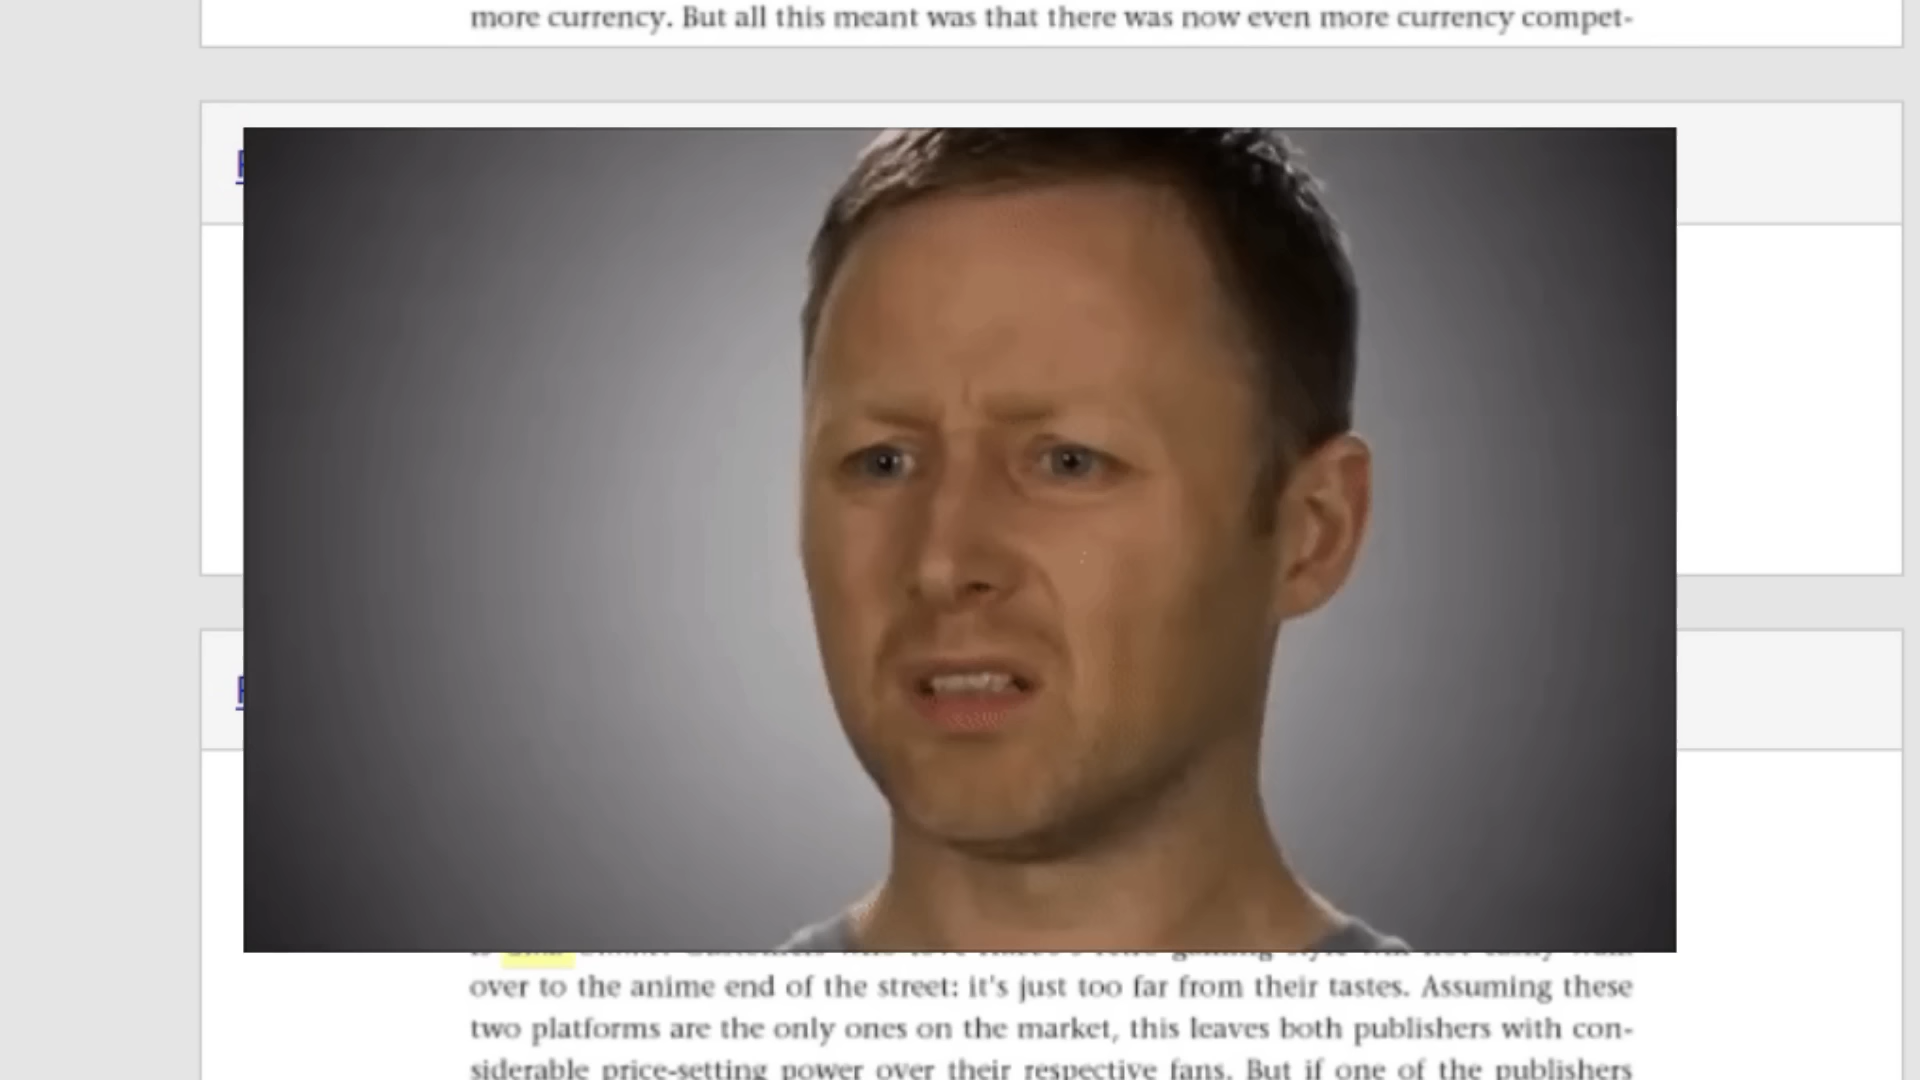 more currency. But all this meant was that there was now even more currency compet-
over to the anime end of the street: it's just too far from their tastes. Assuming these
two platforms are the only ones on the market, this leaves both publishers with con-
siderable price-setting power over their respective fans. But if one of the publishers